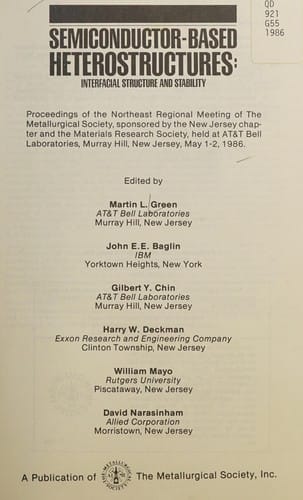 QD
921
G55
1986
SEMICONDUCTOR-BASED
HETEROSTRUCTURES:
INTERFACIAL STRUCTURE AND STABILITY
Proceedings of the Northeast Regional Meeting of The
Metallurgical Society, sponsored by the New Jersey chap-
ter and the Materials Research Society, held at AT&T Bell
Laboratories, Murray Hill, New Jersey, May 1-2, 1986.
Edited by
Martin L. Green
AT&T Bell Laboratories
Murray Hill, New Jersey
John E.E. Baglin
IBM
Yorktown Heights, New York
Gilbert Y. Chin
AT&T Bell Laboratories
Murray Hill, New Jersey
Harry W. Deckman
Exxon Research and Engineering Company
Clinton Township, New Jersey
William Mayo
Rutgers University
Piscataway, New Jersey
David Narasinham
Allied Corporation
Morristown, New Jersey
A Publication of The Metallurgical Society, Inc.